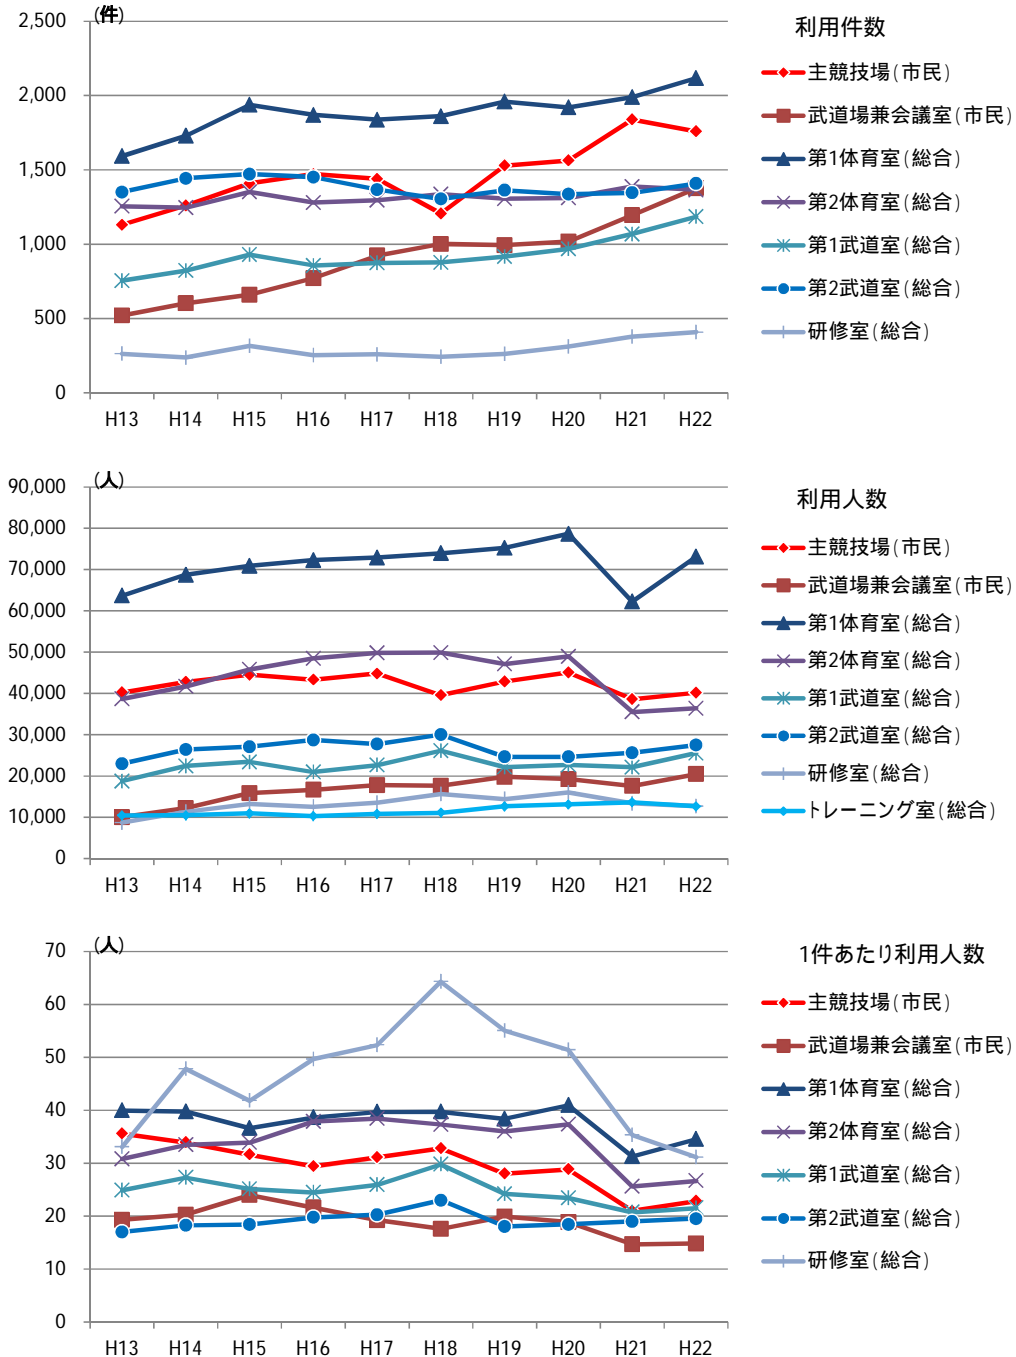 (件)
2,500
2,000
1,500
1,000
500
0
H13 H14 H15 H16 H17 H18 H19 H20 H21 H22
利用件数
主競技場(市民)
武道場兼会議室(市民)
第1体育室(総合)
第2体育室(総合)
第1武道室(総合)
第2武道室(総合)
研修室(総合)
(人)
90,000
80,000
70,000
60,000
50,000
40,000
30,000
20,000
10,000
0
H13 H14 H15 H16 H17 H18 H19 H20 H21 H22
利用人数
主競技場(市民)
武道場兼会議室(市民)
第1体育室(総合)
第2体育室(総合)
第1武道室(総合)
第2武道室(総合)
研修室(総合)
トレーニング室(総合)
(人)
70
60
50
40
30
20
10
0
H13 H14 H15 H16 H17 H18 H19 H20 H21 H22
1件あたり利用人数
主競技場(市民)
武道場兼会議室(市民)
第1体育室(総合)
第2体育室(総合)
第1武道室(総合)
第2武道室(総合)
研修室(総合)